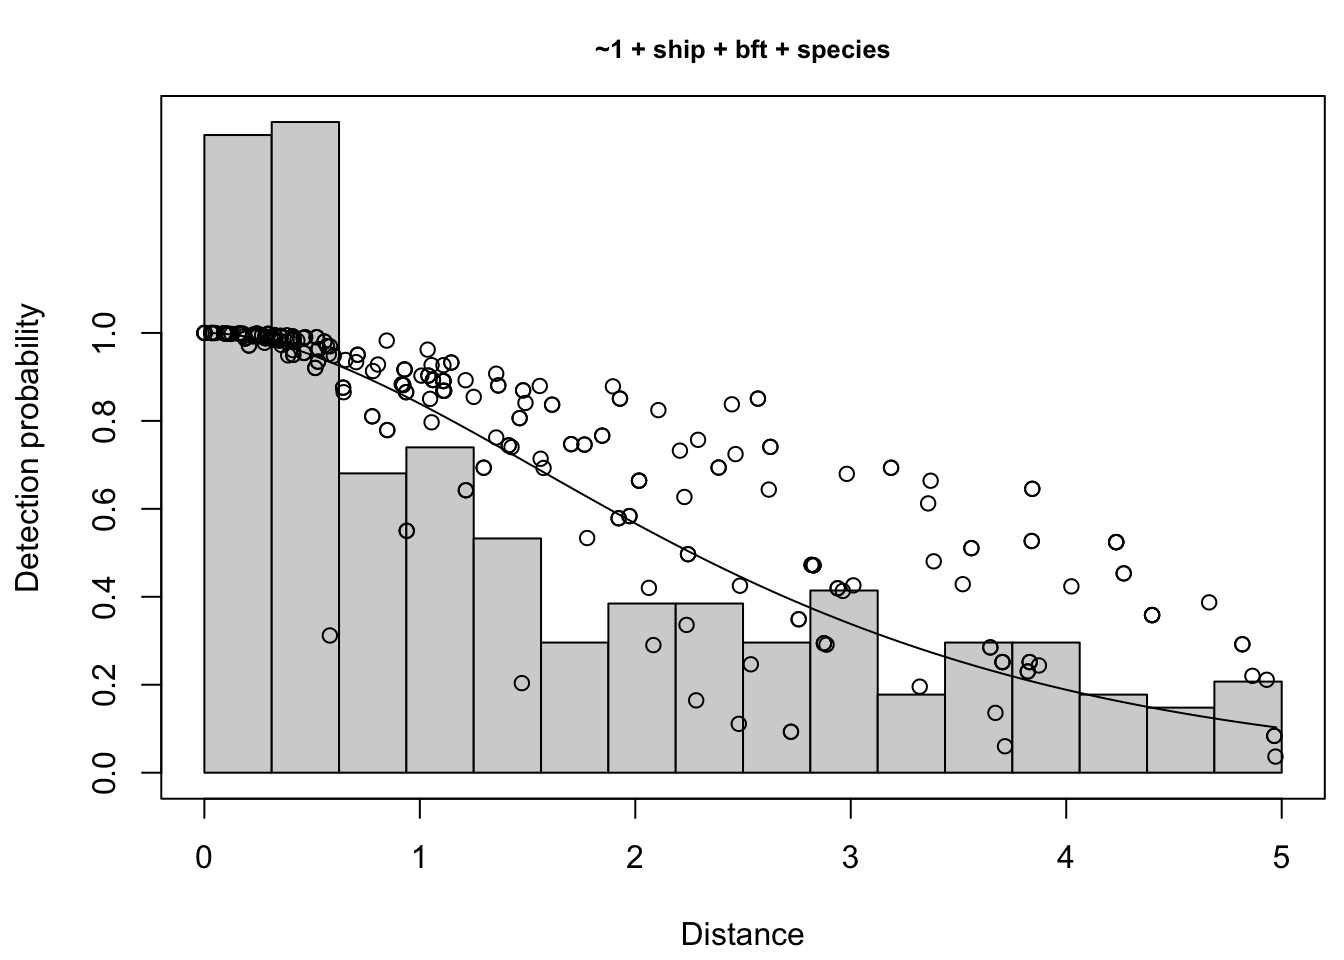 ~1 + ship + bft + species
Detection probability
1.0
0.8
0.6
0.4
0.2
0.0
0 1 2 3 4 5
Distance